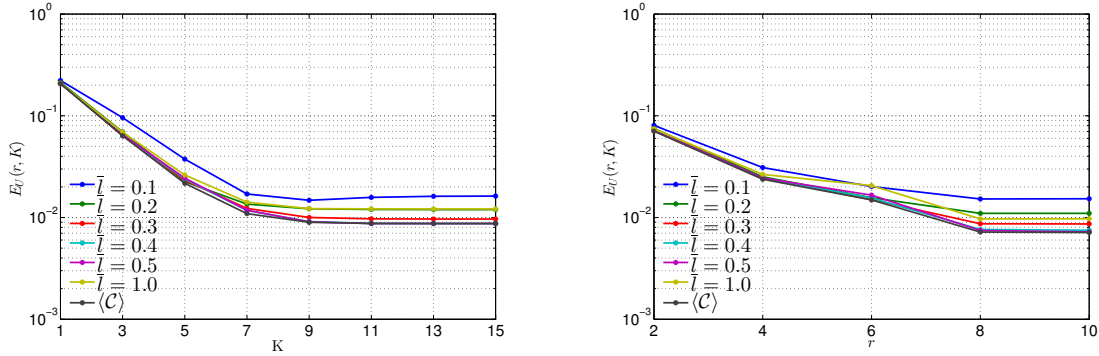 10^0
10^{-1}
10^{-2}
10^{-3}
E_U(r, K)
l̄ = 0.1
l̄ = 0.2
l̄ = 0.3
l̄ = 0.4
l̄ = 0.5
l̄ = 1.0
⟨𝒞⟩
1 3 5 7 9 11 13 15
K
10^0
10^{-1}
10^{-2}
10^{-3}
E_U(r, K)
l̄ = 0.1
l̄ = 0.2
l̄ = 0.3
l̄ = 0.4
l̄ = 0.5
l̄ = 1.0
⟨𝒞⟩
2 4 6 8 10
r